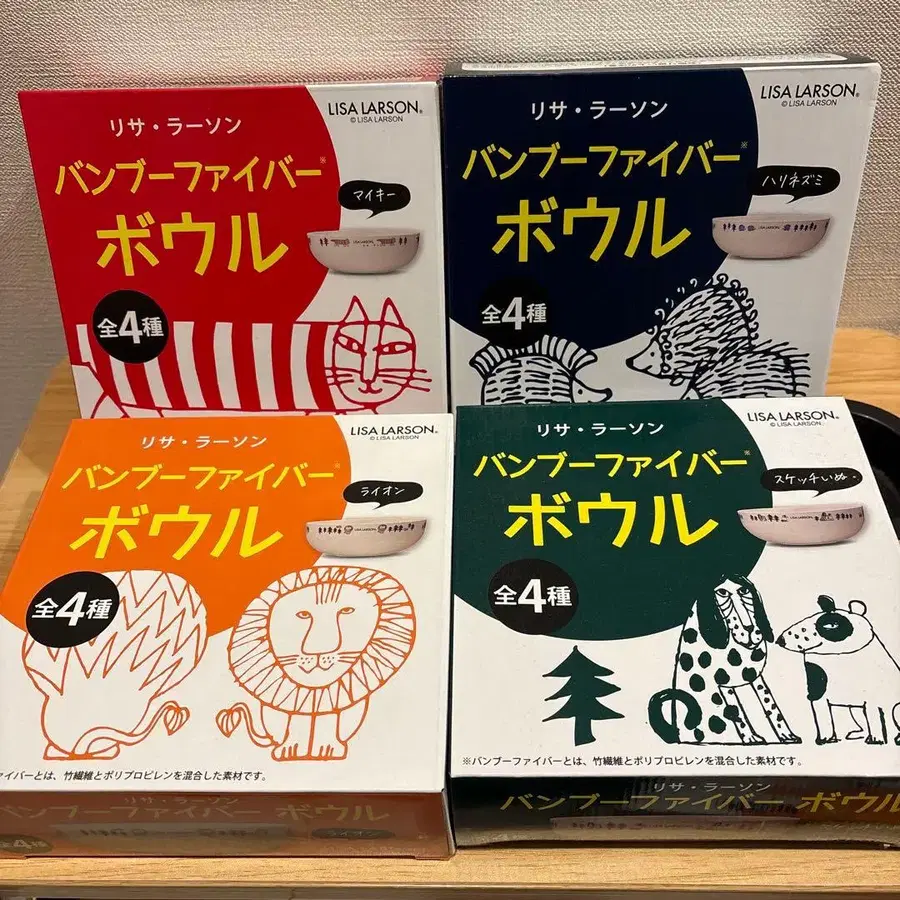 リサ・ラーソン
LISA LARSON®
© LISA LARSON
バンブーファイバー※
ボウル
マイキー
LISA LARSON
全4種
リサ・ラーソン
LISA LARSON®
© LISA LARSON
バンブーファイバー※
ボウル
ハリネズミ
LISA LARSON
全4種
リサ・ラーソン
LISA LARSON®
© LISA LARSON
バンブーファイバー※
ボウル
ライオン
LISA LARSON
全4種
ァイバーとは、竹繊維とポリプロピレンを混合した素材です。
リサ・ラーソン
バンブーファイバー ボウル
ライオン
全4種
リサ・ラーソン
LISA LARSON®
© LISA LARSON
バンブーファイバー※
ボウル
スケッチいぬ.
LISA LARSON
全4種
※バンブーファイバーとは、竹繊維とポリプロピレンを混合した素材です。
リサ・ラーソン
バンブーファイバー ボウル